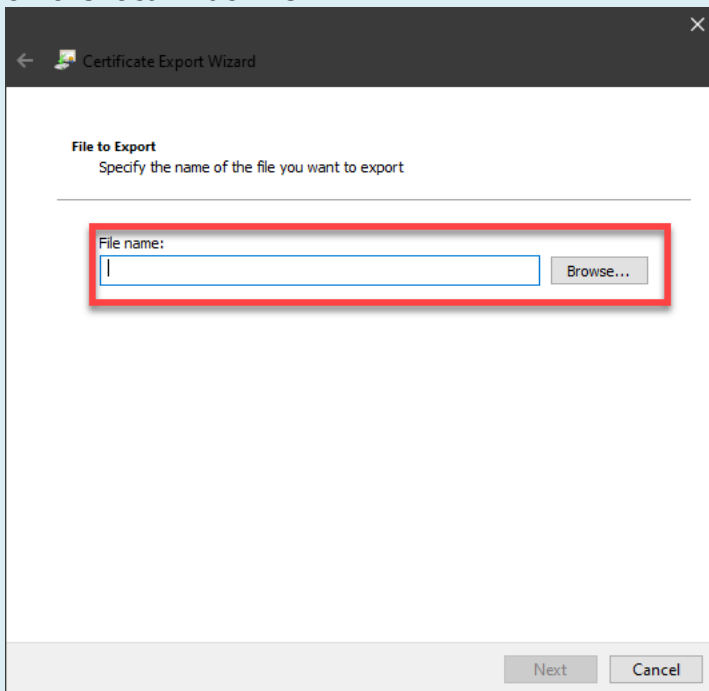 Certificate Export Wizard
File to Export
Specify the name of the file you want to export
File name:
Browse...
Next Cancel